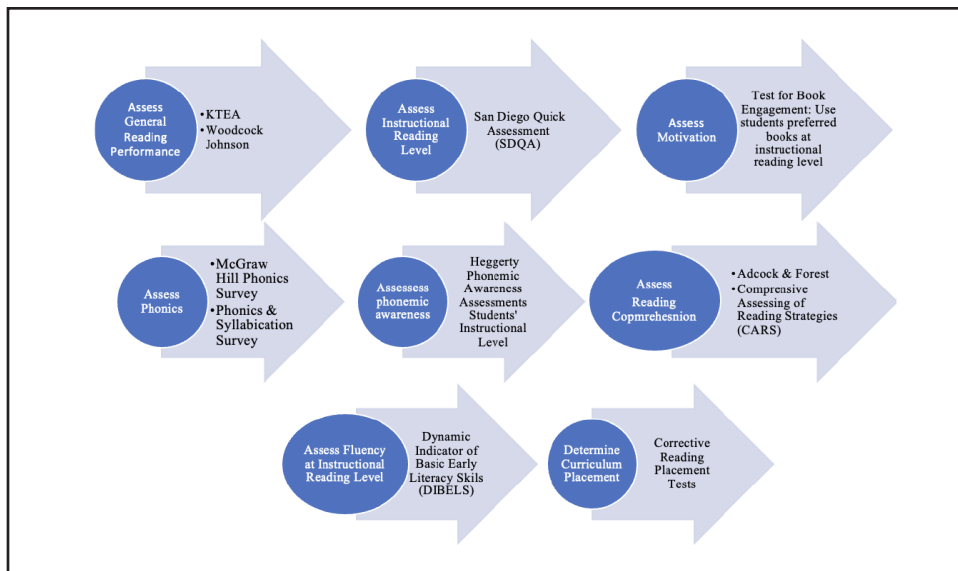 Assess
General
Reading
Performance
• KTEA
• Woodcock
Johnson
Assess
Instructional
Reading
Level
San Diego Quick
Assessment
(SDQA)
Assess
Motivation
Test for Book
Engagement: Use
students preferred
books at
instructional
reading level
Assess
Phonics
• McGraw
Hill Phonics
Survey
• Phonics &
Syllabication
Survey
Assessess
phonemic
awareness
Heggerty
Phonemic
Awareness
Assessments
Students'
Instructional
Level
Assess
Reading
Copmrehesnion
• Adcock & Forest
• Comprensive
Assessing of
Reading Strategies
(CARS)
Assess Fluency
at Instructional
Reading Level
Dynamic
Indicator of
Basic Early
Literacy Skils
(DIBELS)
Determine
Curriculum
Placement
Corrective
Reading
Placement
Tests